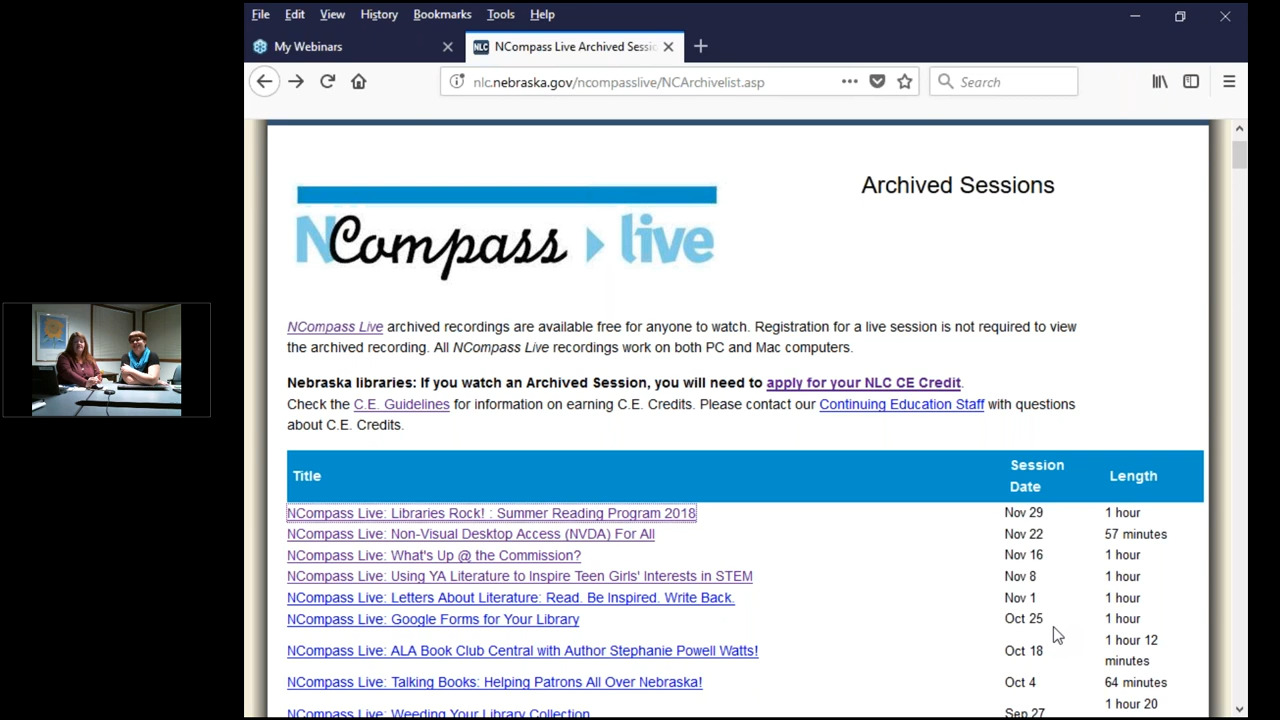 File Edit View History Bookmarks Tools Help
My Webinars
NLC NCompass Live Archived Sessio
nlc.nebraska.gov/ncompasslive/NCArchivelist.asp
Search
Archived Sessions
NCompass live
NCompass Live archived recordings are available free for anyone to watch. Registration for a live session is not required to view
the archived recording. All NCompass Live recordings work on both PC and Mac computers.
Nebraska libraries: If you watch an Archived Session, you will need to apply for your NLC CE Credit.
Check the C.E. Guidelines for information on earning C.E. Credits. Please contact our Continuing Education Staff with questions
about C.E. Credits.
Title Session Date Length
NCompass Live: Libraries Rock! : Summer Reading Program 2018 Nov 29 1 hour
NCompass Live: Non-Visual Desktop Access (NVDA) For All Nov 22 57 minutes
NCompass Live: What's Up @ the Commission? Nov 16 1 hour
NCompass Live: Using YA Literature to Inspire Teen Girls' Interests in STEM Nov 8 1 hour
NCompass Live: Letters About Literature: Read. Be Inspired. Write Back. Nov 1 1 hour
NCompass Live: Google Forms for Your Library Oct 25 1 hour
NCompass Live: ALA Book Club Central with Author Stephanie Powell Watts! Oct 18 1 hour 12 minutes
NCompass Live: Talking Books: Helping Patrons All Over Nebraska! Oct 4 64 minutes
NCompass Live: Weeding Your Library Collection Sep 27 1 hour 20